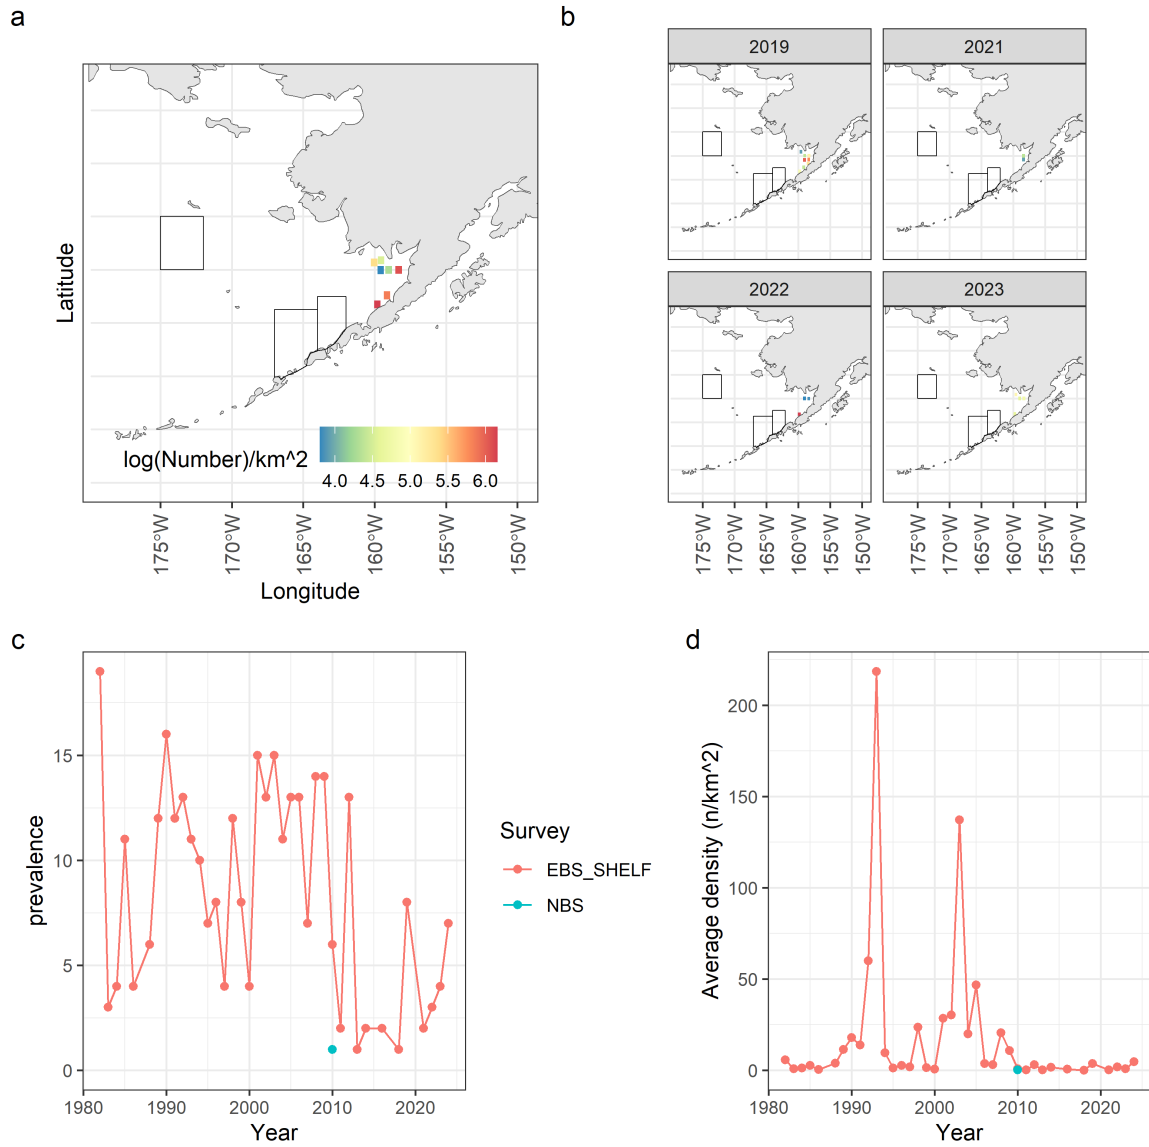 a
Latitude
log(Number)/km^2
4.0 4.5 5.0 5.5 6.0
175°W 170°W 165°W 160°W 155°W 150°W
Longitude
b
2019 2021
2022 2023
175°W 170°W 165°W 160°W 155°W 150°W 175°W 170°W 165°W 160°W 155°W 150°W
c
prevalence
15
10
5
0
1980 1990 2000 2010 2020
Year
Survey
EBS_SHELF
NBS
d
Average density (n/km^2)
200
150
100
50
0
1980 1990 2000 2010 2020
Year